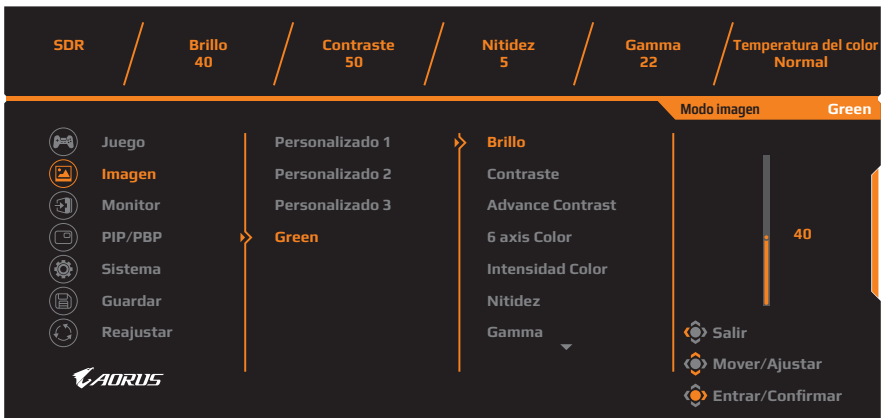 SDR
Brillo
40
Contraste
50
Nitidez
5
Gamma
22
Temperatura del color
Normal
Modo imagen
Green
Juego
Imagen
Monitor
PIP/PBP
Sistema
Guardar
Reajustar
Personalizado 1
Personalizado 2
Personalizado 3
Green
Brillo
Contraste
Advance Contrast
6 axis Color
Intensidad Color
Nitidez
Gamma
40
Salir
Mover/Ajustar
Entrar/Confirmar
AORUS